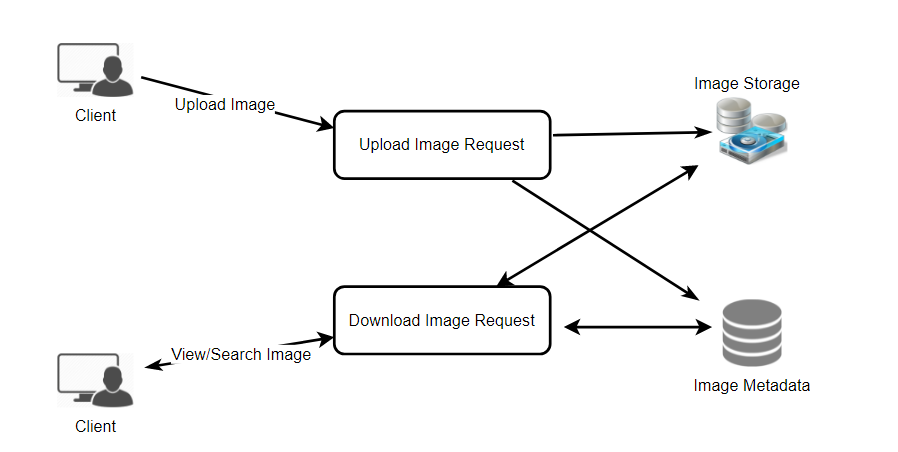 Image Storage
Client
Upload Image
Upload Image Request
Download Image Request
View/Search Image
Image Metadata
Client